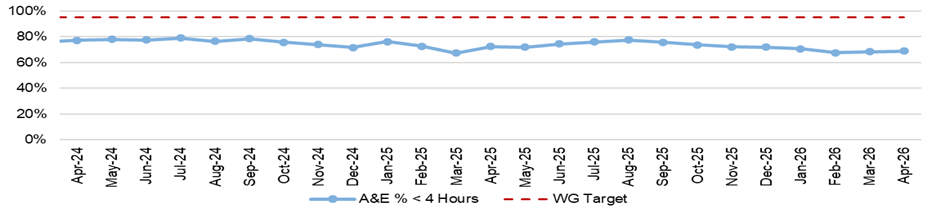 100%
80%
60%
40%
20%
0%
Apr-24
May-24
Jun-24
Jul-24
Aug-24
Sep-24
Oct-24
Nov-24
Dec-24
Jan-25
Feb-25
Mar-25
Apr-25
May-25
Jun-25
Jul-25
Aug-25
Sep-25
Oct-25
Nov-25
Dec-25
Jan-26
Feb-26
Mar-26
Apr-26
A&E % < 4 Hours
WG Target